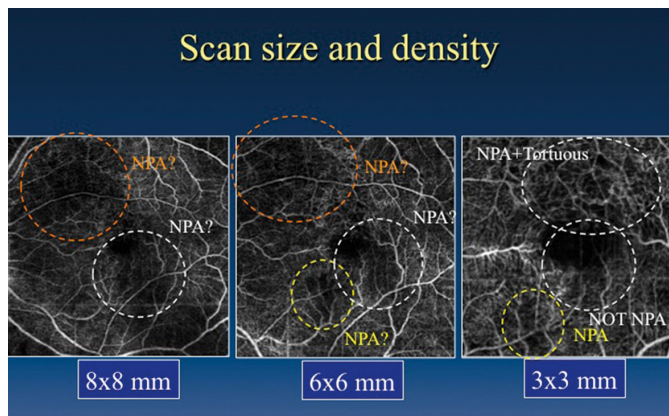 Scan size and density
NPA?
NPA?
NPA?
NPA?
NPA?
NPA+Tortuous
NOT NPA
NPA
8x8 mm
6x6 mm
3x3 mm